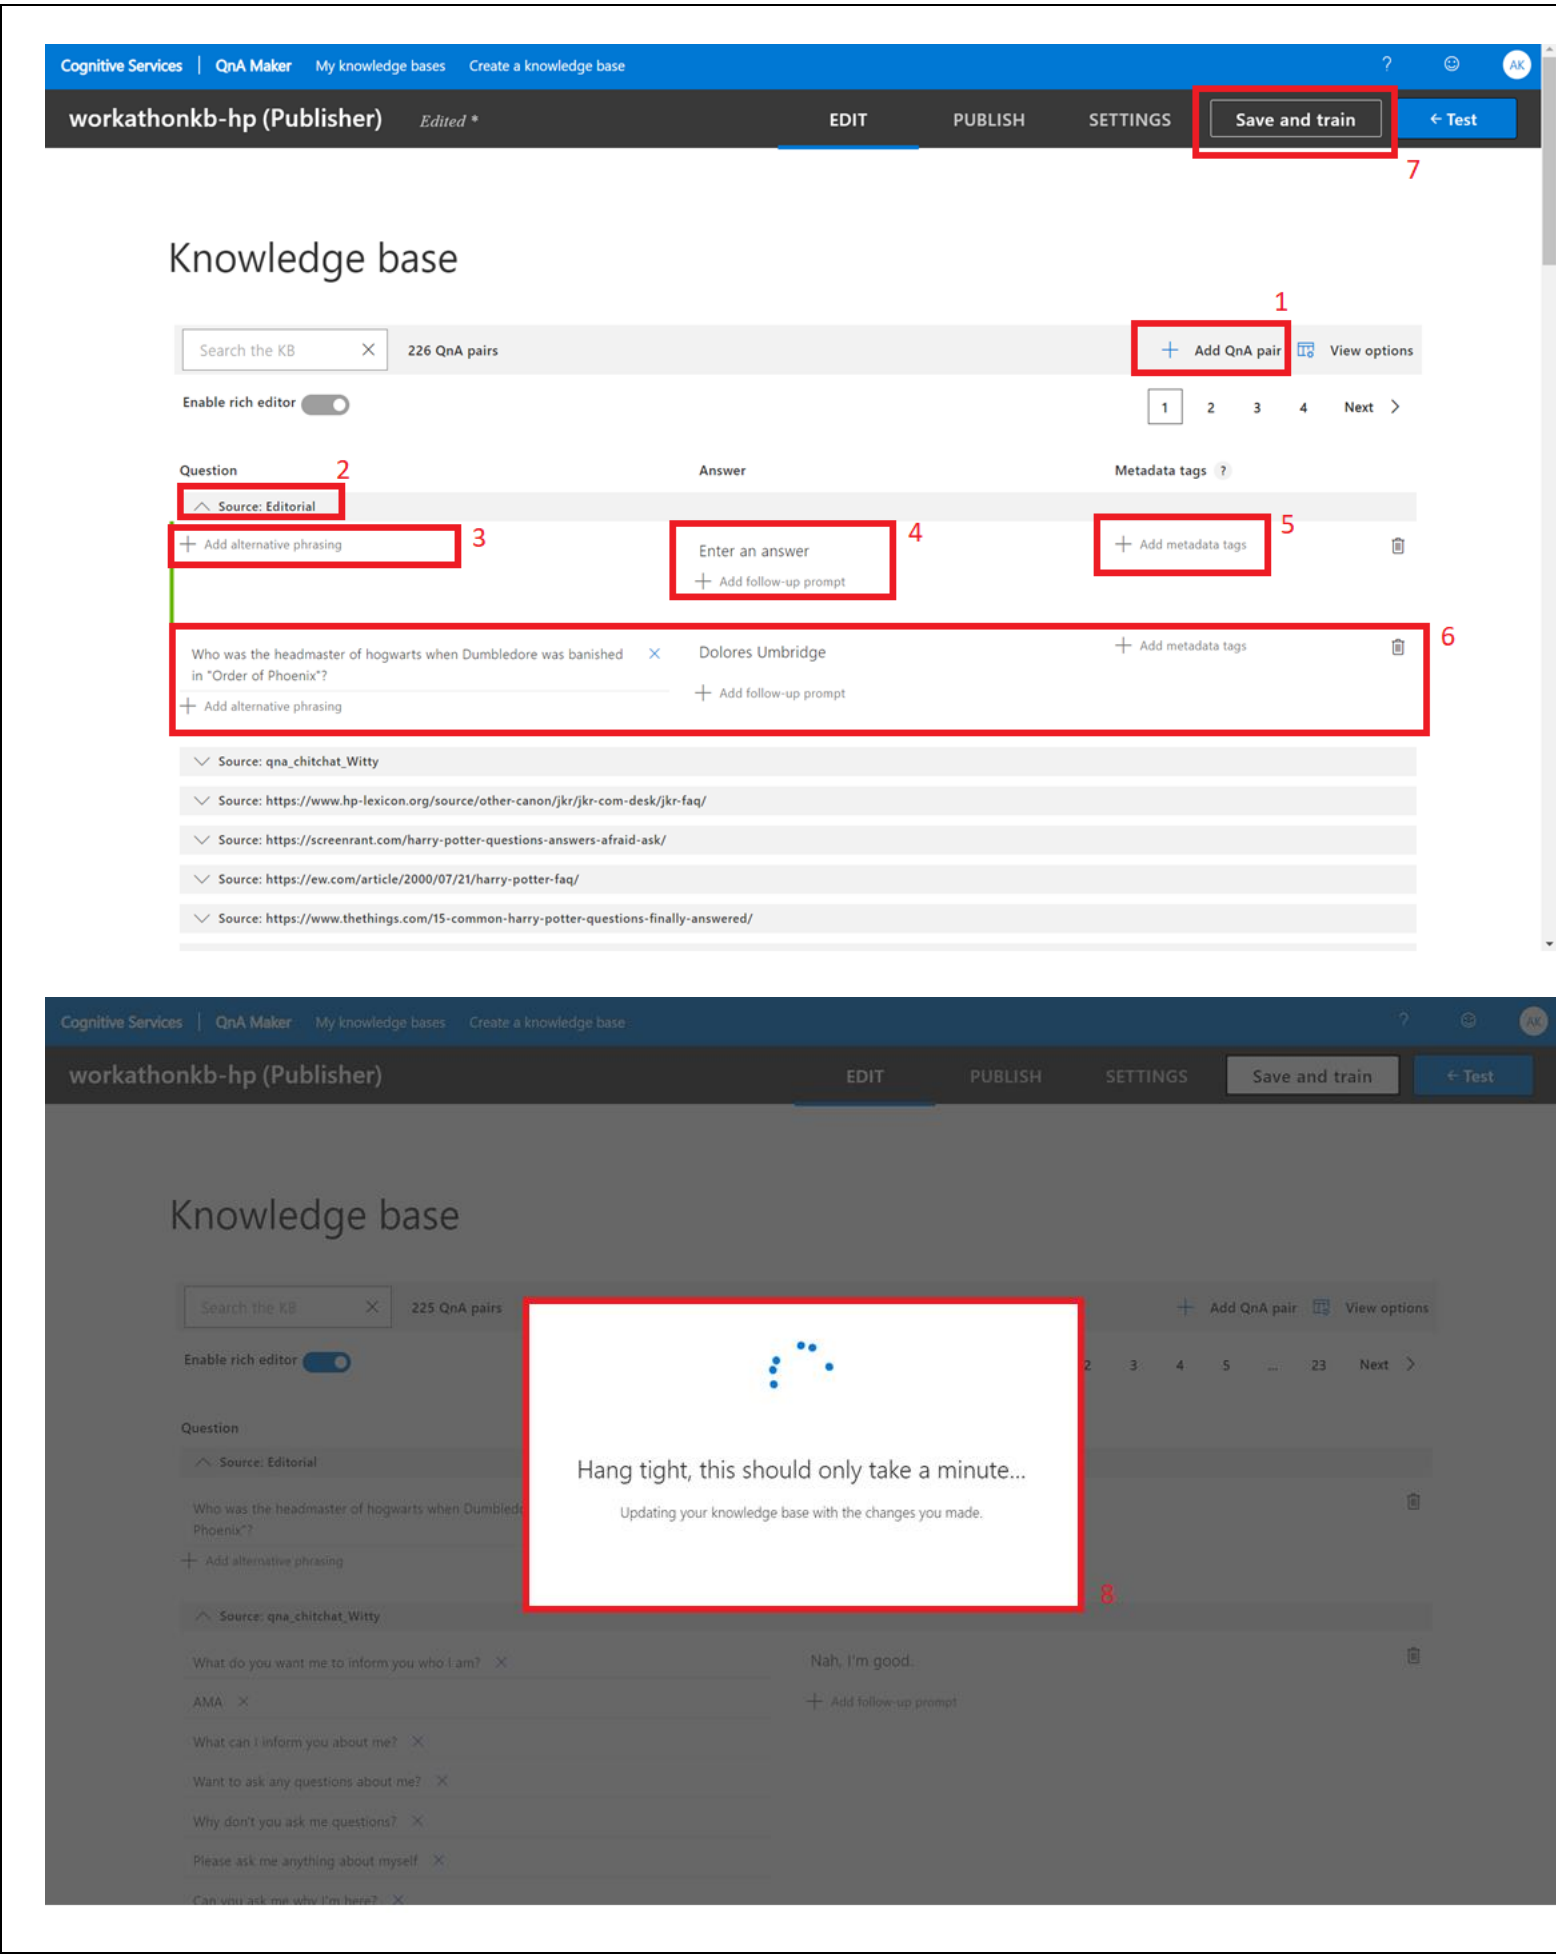 Cognitive Services | QnA Maker My knowledge bases Create a knowledge base ? AK
workathonkb-hp (Publisher) Edited * EDIT PUBLISH SETTINGS Save and train ← Test
7
Knowledge base
1
Search the KB 226 QnA pairs + Add QnA pair View options
Enable rich editor 1 2 3 4 Next >
Question 2 Answer Metadata tags ?
Source: Editorial
+ Add alternative phrasing 3 Enter an answer 4 + Add metadata tags 5
+ Add follow-up prompt
Who was the headmaster of hogwarts when Dumbledore was banished Dolores Umbridge + Add metadata tags 6
in "Order of Phoenix"?
+ Add follow-up prompt
+ Add alternative phrasing
Source: qna_chitchat_Witty
Source: https://www.hp-lexicon.org/source/other-canon/jkr/jkr-com-desk/jkr-faq/
Source: https://screenrant.com/harry-potter-questions-answers-afraid-ask/
Source: https://ew.com/article/2000/07/21/harry-potter-faq/
Source: https://www.thethings.com/15-common-harry-potter-questions-finally-answered/
Cognitive Services | QnA Maker My knowledge bases Create a knowledge base ? AK
workathonkb-hp (Publisher) EDIT PUBLISH SETTINGS Save and train ← Test
Knowledge base
Search the KB 225 QnA pairs + Add QnA pair View options
Enable rich editor 2 3 4 5 ... 23 Next >
Question
Source: Editorial
Hang tight, this should only take a minute...
Who was the headmaster of hogwarts when
Updating your knowledge base with the changes you made.
Phoenix"?
+ Add alternative phrasing
8
Source: qna_chitchat_Witty
What do you want me to inform you who I am? Nah, I'm good.
AMA + Add follow-up prompt
What can I inform you about me?
Want to ask any questions about me?
Why don't you ask me questions?
Please ask me anything about myself
Can you ask me why I'm here?